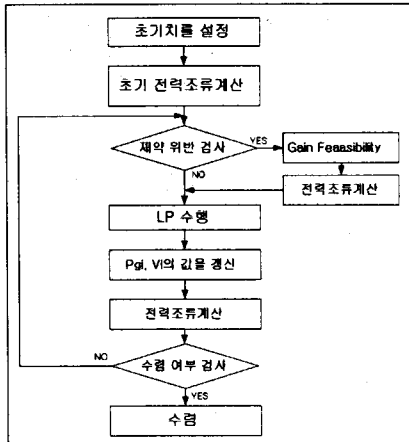 초기치를 설정
초기 전력조류계산
제약 위반 검사
YES
Gain Feasibility
NO
전력조류계산
LP 수행
Pgi, Vi의 값을 갱신
전력조류계산
NO
수렴 여부 검사
YES
수렴